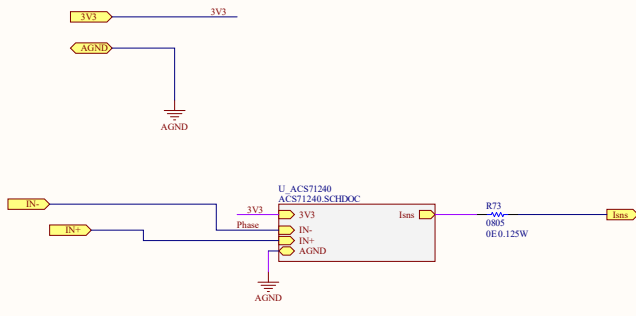 3V3 3V3
AGND
AGND
U_ACS71240
ACS71240.SCHDOC
IN-
3V3
3V3
Isns
R73
0805
0E0.125W
Isns
Phase
IN-
IN+
IN+
AGND
AGND